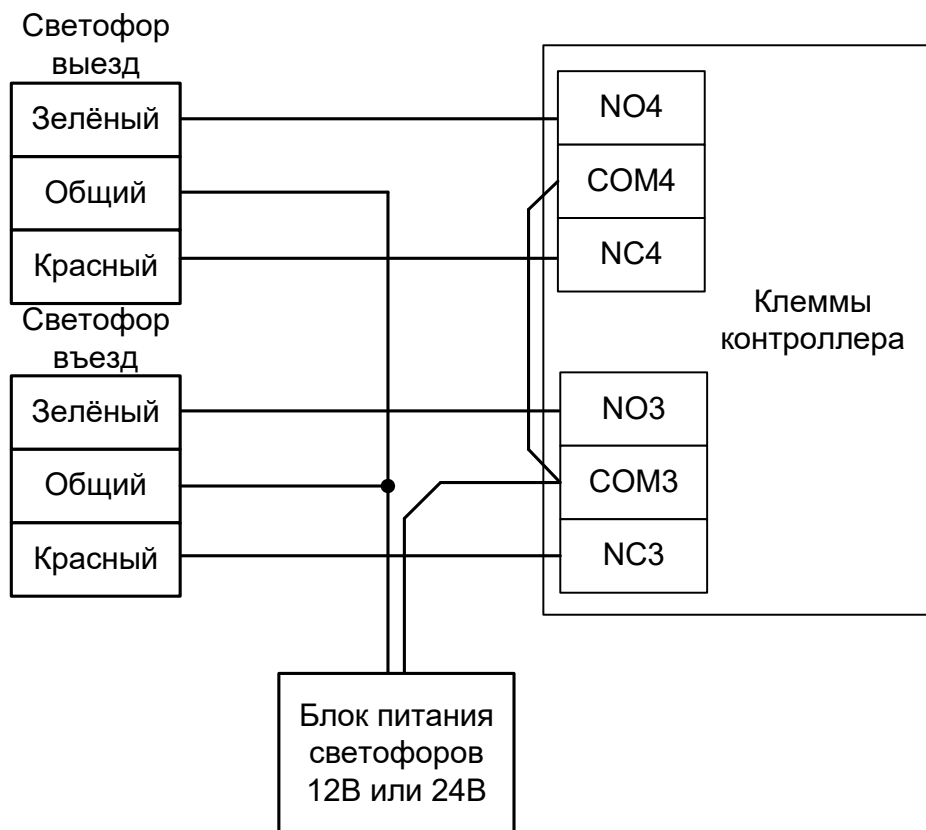 Светофор
выезд
Зелёный
Общий
Красный
Светофор
въезд
Зелёный
Общий
Красный
NO4
COM4
NC4
NO3
COM3
NC3
Клеммы
контроллера
Блок питания
светофоров
12В или 24В